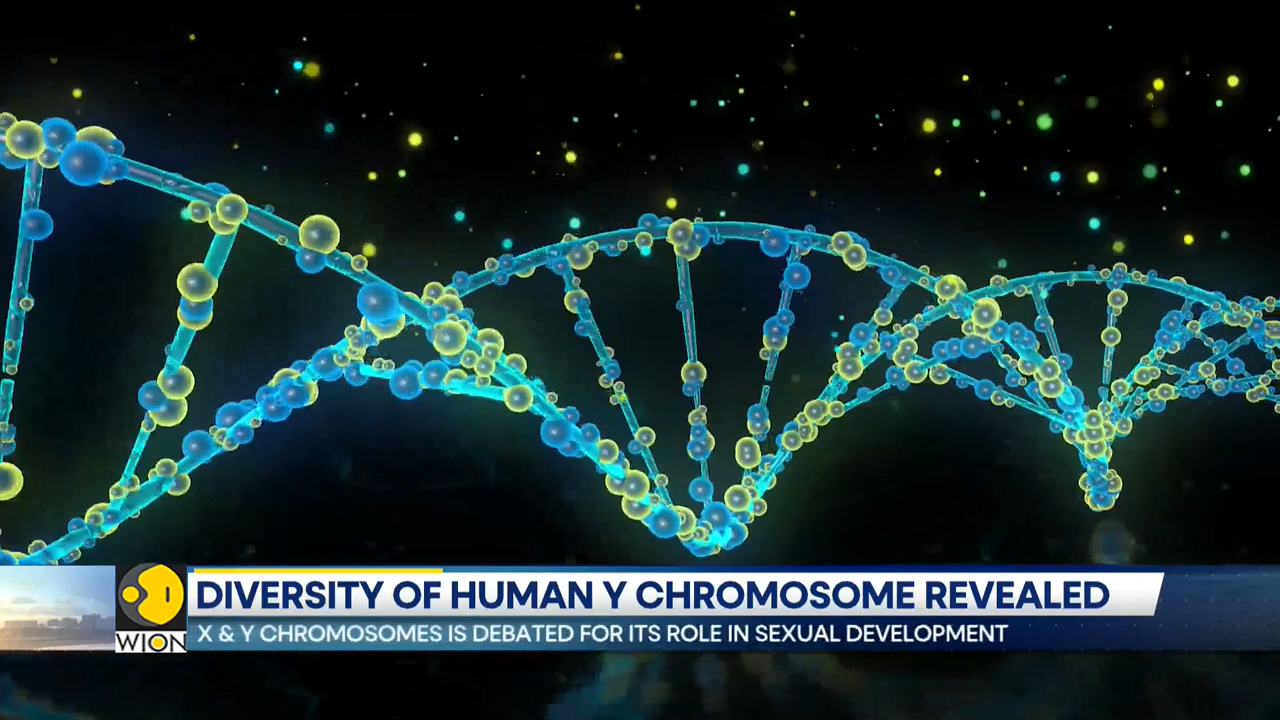 DIVERSITY OF HUMAN Y CHROMOSOME REVEALED
X & Y CHROMOSOMES IS DEBATED FOR ITS ROLE IN SEXUAL DEVELOPMENT
WION